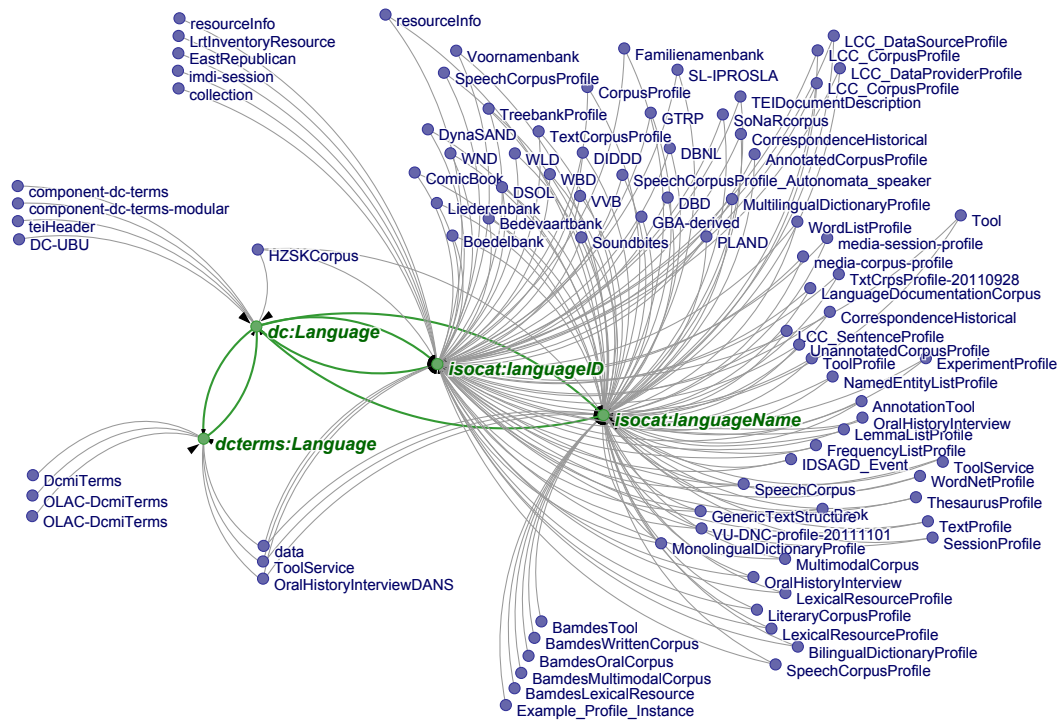 resourceInfo
LrtInventoryResource
EastRepublican
imdi-session
collection
resourceInfo
Voornamenbank
SpeechCorpusProfile
TreebankProfile
DynaSAND
TextCorpusProfile
WND
WLD
DIDDD
ComicBook
DSOL
WBD
VVB
Liederenbank
Bedevaartbank
Boedelbank
Soundbites
Familienamenbank
SL-IPROSLA
CorpusProfile
GTRP
DBNL
SpeechCorpusProfile_Autonomata_speaker
DBD
GBA-derived
PLAND
LCC_DataSourceProfile
LCC_CorpusProfile
LCC_DataProviderProfile
LCC_CorpusProfile
TEIDocumentDescription
SoNaRcorpus
CorrespondenceHistorical
AnnotatedCorpusProfile
MultilingualDictionaryProfile
WordListProfile
Tool
media-session-profile
media-corpus-profile
TxtCrpsProfile-20110928
LanguageDocumentationCorpus
CorrespondenceHistorical
LCC_SentenceProfile
UnannotatedCorpusProfile
ToolProfile
ExperimentProfile
NamedEntityListProfile
AnnotationTool
OralHistoryInterview
LemmaListProfile
FrequencyListProfile
IDSAGD_Event
ToolService
WordNetProfile
SpeechCorpus
ThesaurusProfile
GenericTextStructure
TextProfile
VU-DNC-profile-20111101
SessionProfile
MonolingualDictionaryProfile
MultimodalCorpus
OralHistoryInterview
LexicalResourceProfile
LiteraryCorpusProfile
LexicalResourceProfile
BilingualDictionaryProfile
SpeechCorpusProfile
component-dc-terms
component-dc-terms-modular
teiHeader
DC-UBU
HZSKCorpus
dc:Language
isocat:languageID
isocat:languageName
dcterms:Language
DcmiTerms
OLAC-DcmiTerms
OLAC-DcmiTerms
data
ToolService
OralHistoryInterviewDANS
BamdesTool
BamdesWrittenCorpus
BamdesOralCorpus
BamdesMultimodalCorpus
BamdesLexicalResource
Example_Profile_Instance